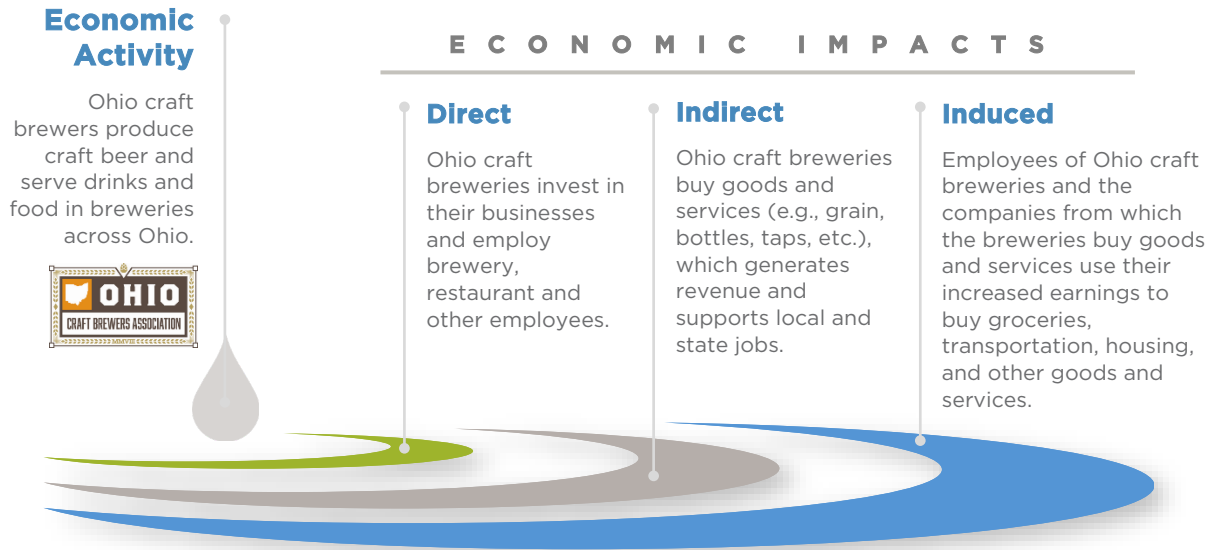 Economic
Activity
Ohio craft
brewers produce
craft beer and
serve drinks and
food in breweries
across Ohio.
OHIO
CRAFT BREWERS ASSOCIATION
MMVIII
ECONOMIC IMPACTS
Direct
Ohio craft
breweries invest in
their businesses
and employ
brewery,
restaurant and
other employees.
Indirect
Ohio craft breweries
buy goods and
services (e.g., grain,
bottles, taps, etc.),
which generates
revenue and
supports local and
state jobs.
Induced
Employees of Ohio craft
breweries and the
companies from which
the breweries buy goods
and services use their
increased earnings to
buy groceries,
transportation, housing,
and other goods and
services.